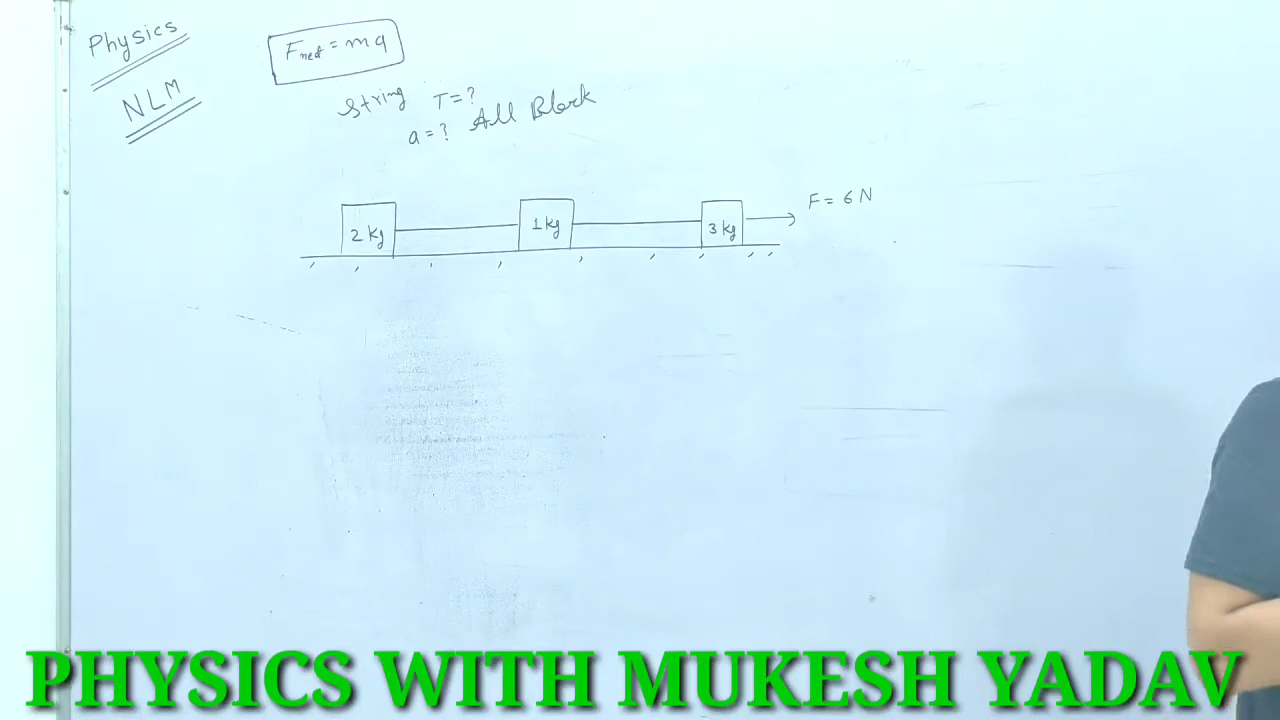 Physics
NLM
Fnet = ma
String T = ?
a = ? All Block
2 kg
1 kg
3 kg
F = 6 N
PHYSICS WITH MUKESH YADAV